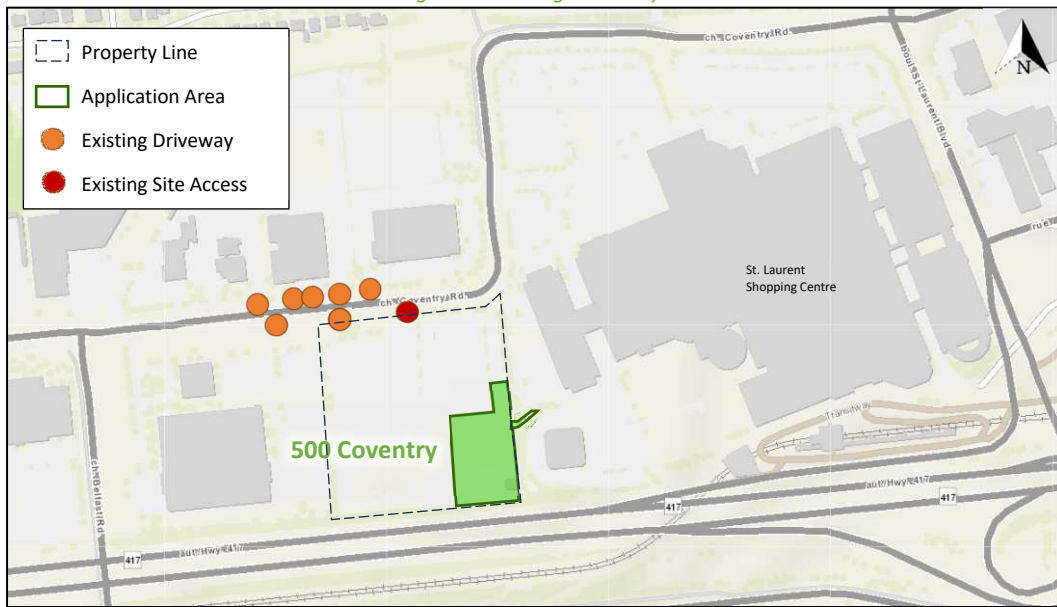 ch. Coventry Rd.
boul. St. Laurent Blvd.
N
Property Line
Application Area
Existing Driveway
Existing Site Access
rue
St. Laurent
Shopping Centre
ch. Coventry Rd.
Transitway
500 Coventry
ch. Belfast Rd.
aut. Hwy. 417
417
417
417
aut. Hwy. 417